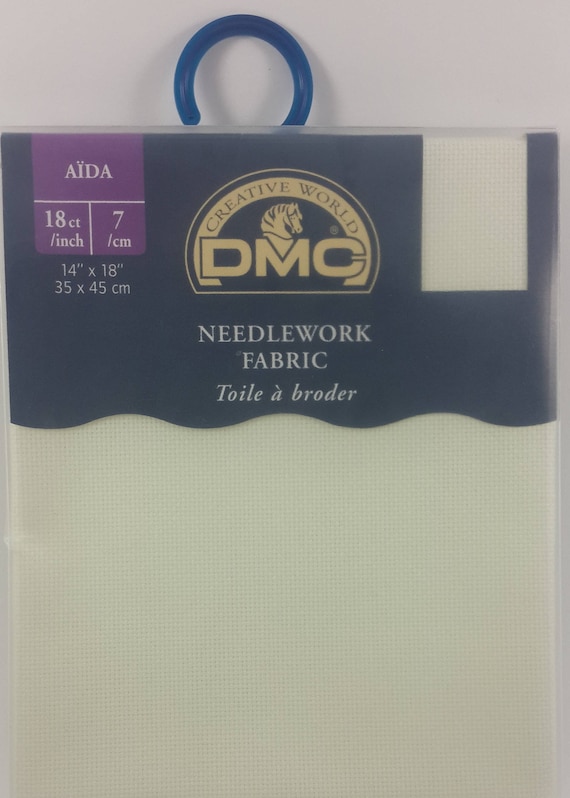 AÏDA
18 ct 7
/inch /cm
14" x 18"
35 x 45 cm
CREATIVE WORLD
DMC®
NEEDLEWORK
FABRIC
Toile à broder